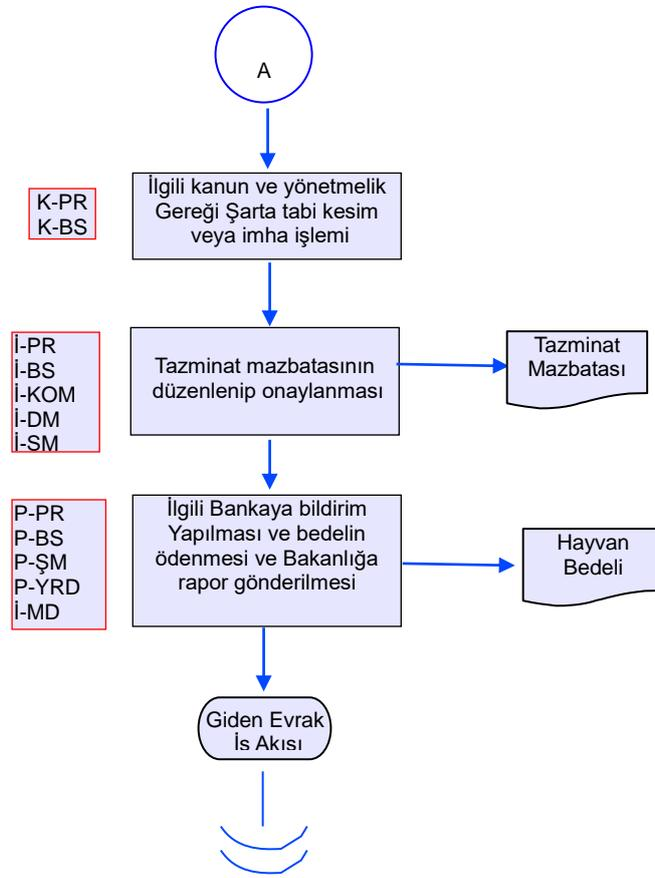 A
K-PR
K-BS
İlgili kanun ve yönetmelik
Gereği Şarta tabi kesim
veya imha işlemi
İ-PR
İ-BS
İ-KOM
İ-DM
İ-SM
Tazminat mazbatasının
düzenlenip onaylanması
Tazminat
Mazbatası
P-PR
P-BS
P-ŞM
P-YRD
İ-MD
İlgili Bankaya bildirim
Yapılması ve bedelin
ödenmesi ve Bakanlığa
rapor gönderilmesi
Hayvan
Bedeli
Giden Evrak
İş Akışı